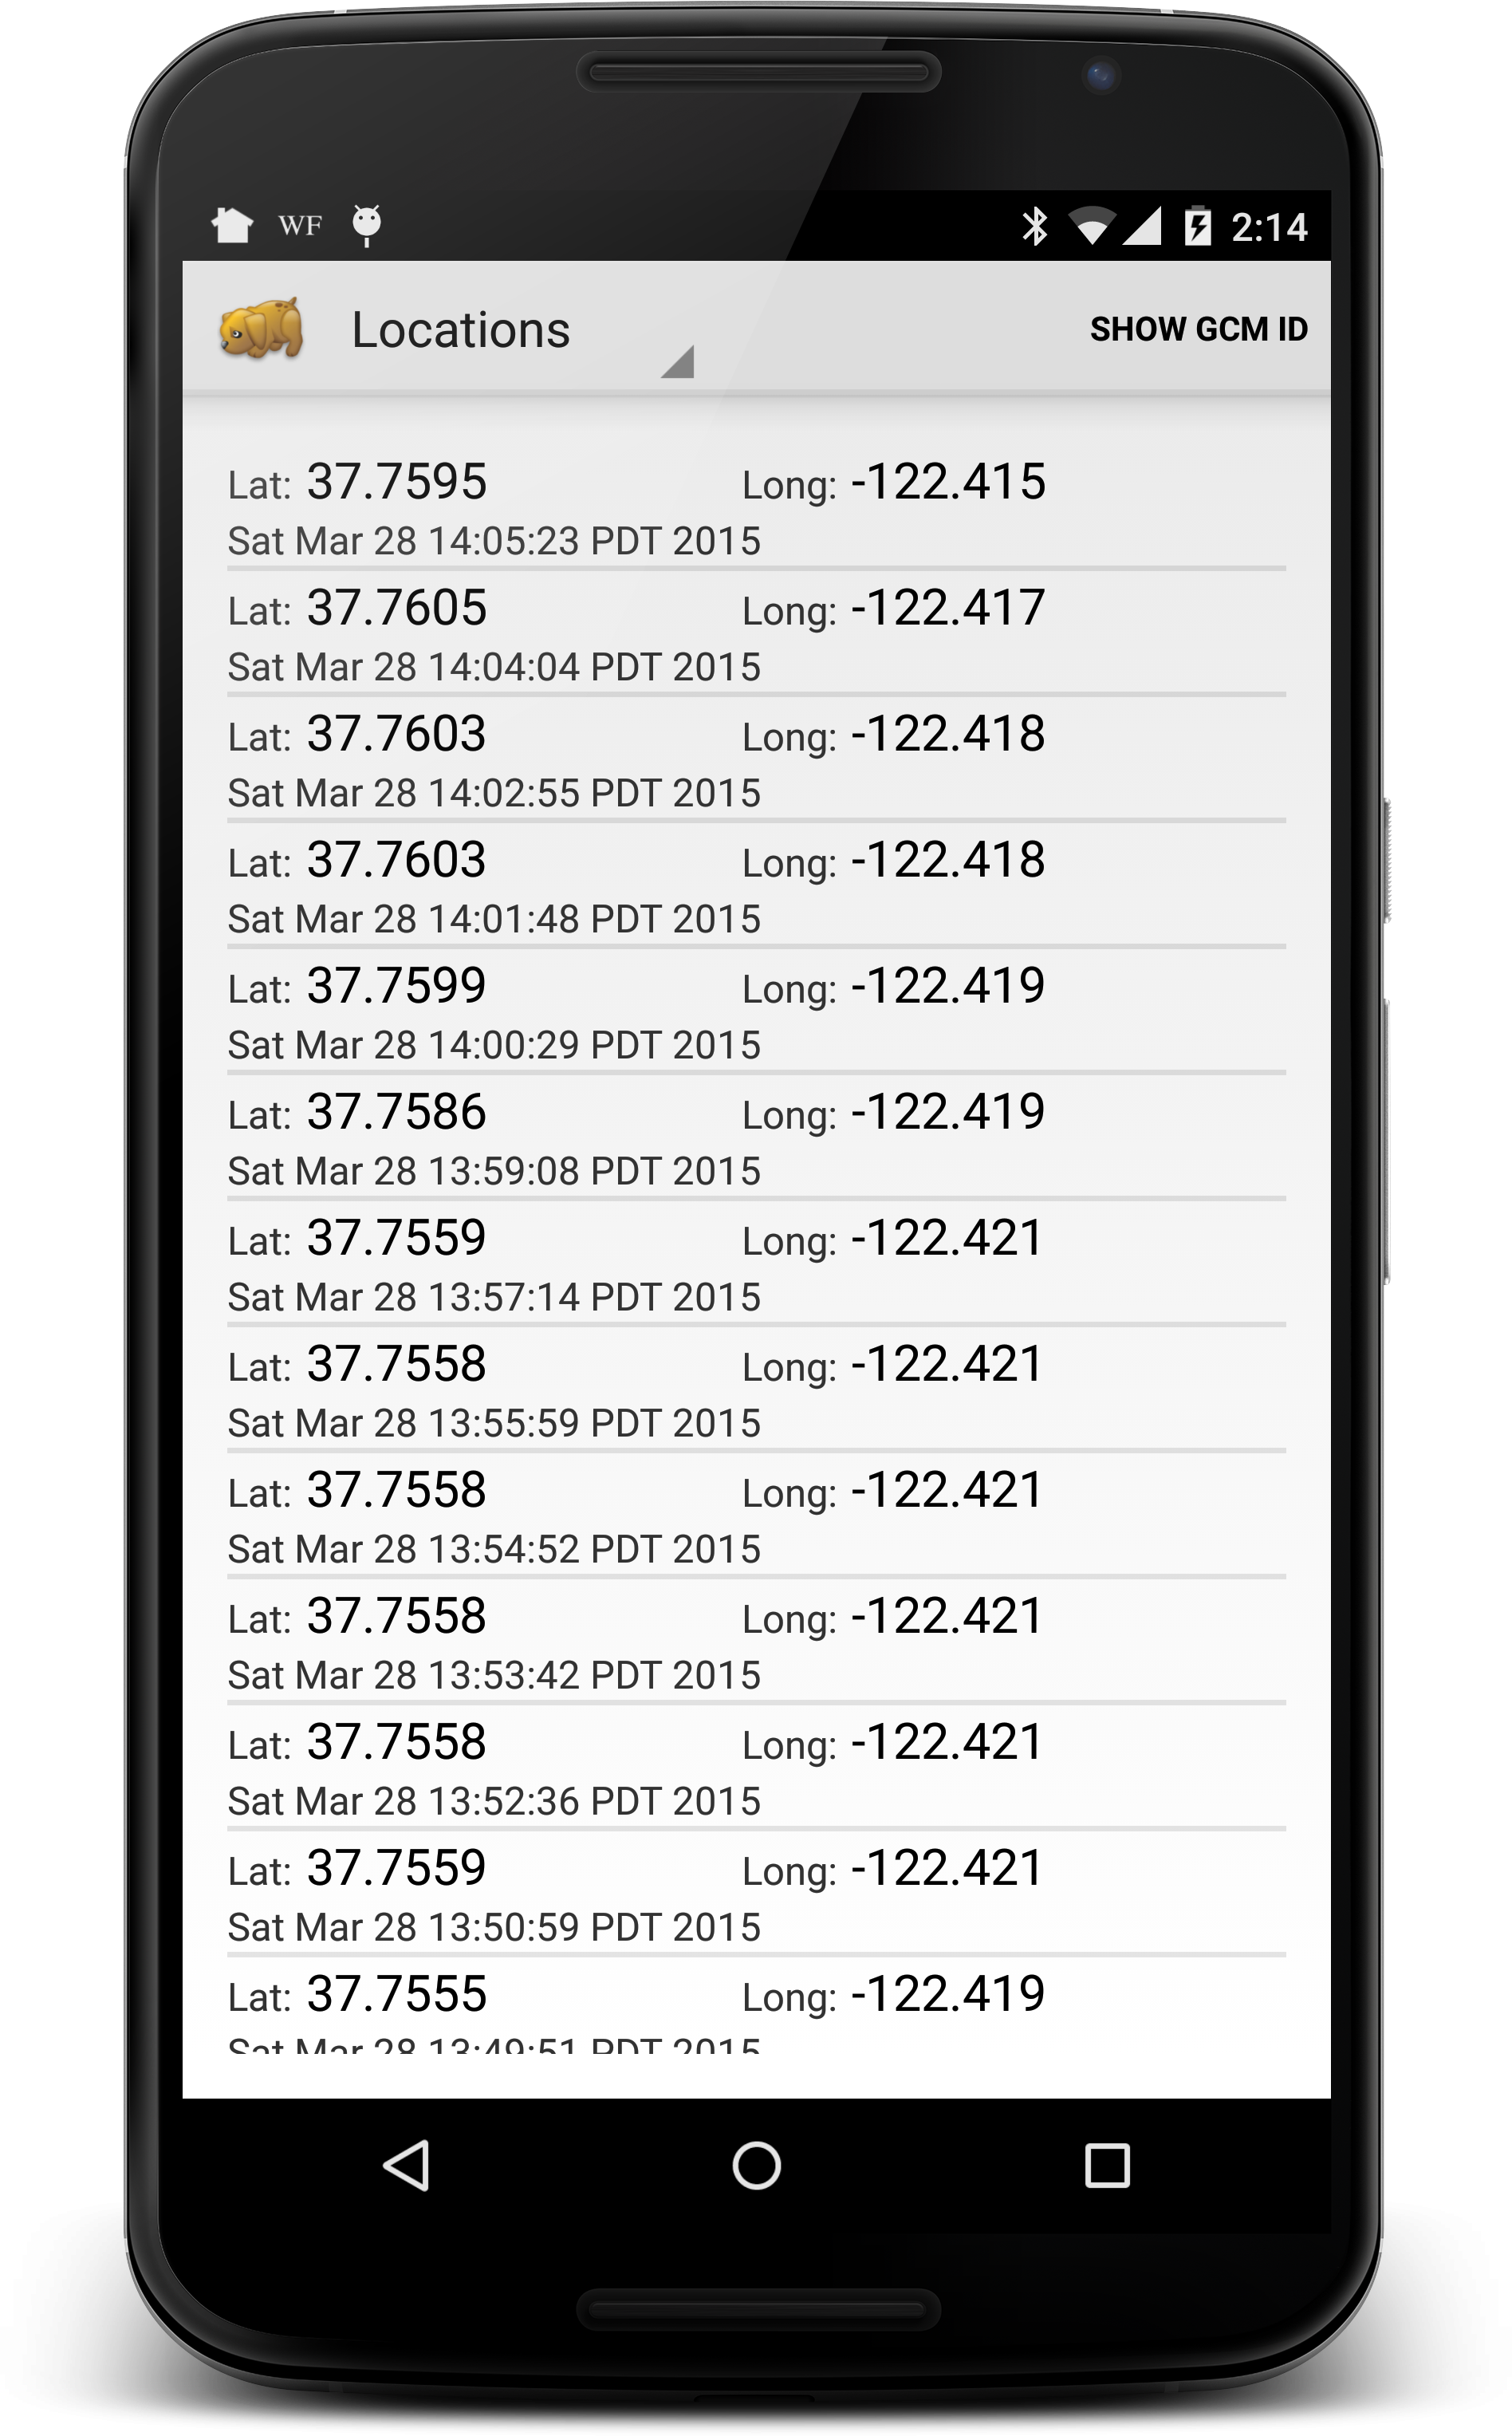 WF 2:14
Locations SHOW GCM ID
Lat: 37.7595 Long: -122.415
Sat Mar 28 14:05:23 PDT 2015
Lat: 37.7605 Long: -122.417
Sat Mar 28 14:04:04 PDT 2015
Lat: 37.7603 Long: -122.418
Sat Mar 28 14:02:55 PDT 2015
Lat: 37.7603 Long: -122.418
Sat Mar 28 14:01:48 PDT 2015
Lat: 37.7599 Long: -122.419
Sat Mar 28 14:00:29 PDT 2015
Lat: 37.7586 Long: -122.419
Sat Mar 28 13:59:08 PDT 2015
Lat: 37.7559 Long: -122.421
Sat Mar 28 13:57:14 PDT 2015
Lat: 37.7558 Long: -122.421
Sat Mar 28 13:55:59 PDT 2015
Lat: 37.7558 Long: -122.421
Sat Mar 28 13:54:52 PDT 2015
Lat: 37.7558 Long: -122.421
Sat Mar 28 13:53:42 PDT 2015
Lat: 37.7558 Long: -122.421
Sat Mar 28 13:52:36 PDT 2015
Lat: 37.7559 Long: -122.421
Sat Mar 28 13:50:59 PDT 2015
Lat: 37.7555 Long: -122.419
Sat Mar 28 13:49:51 PDT 2015